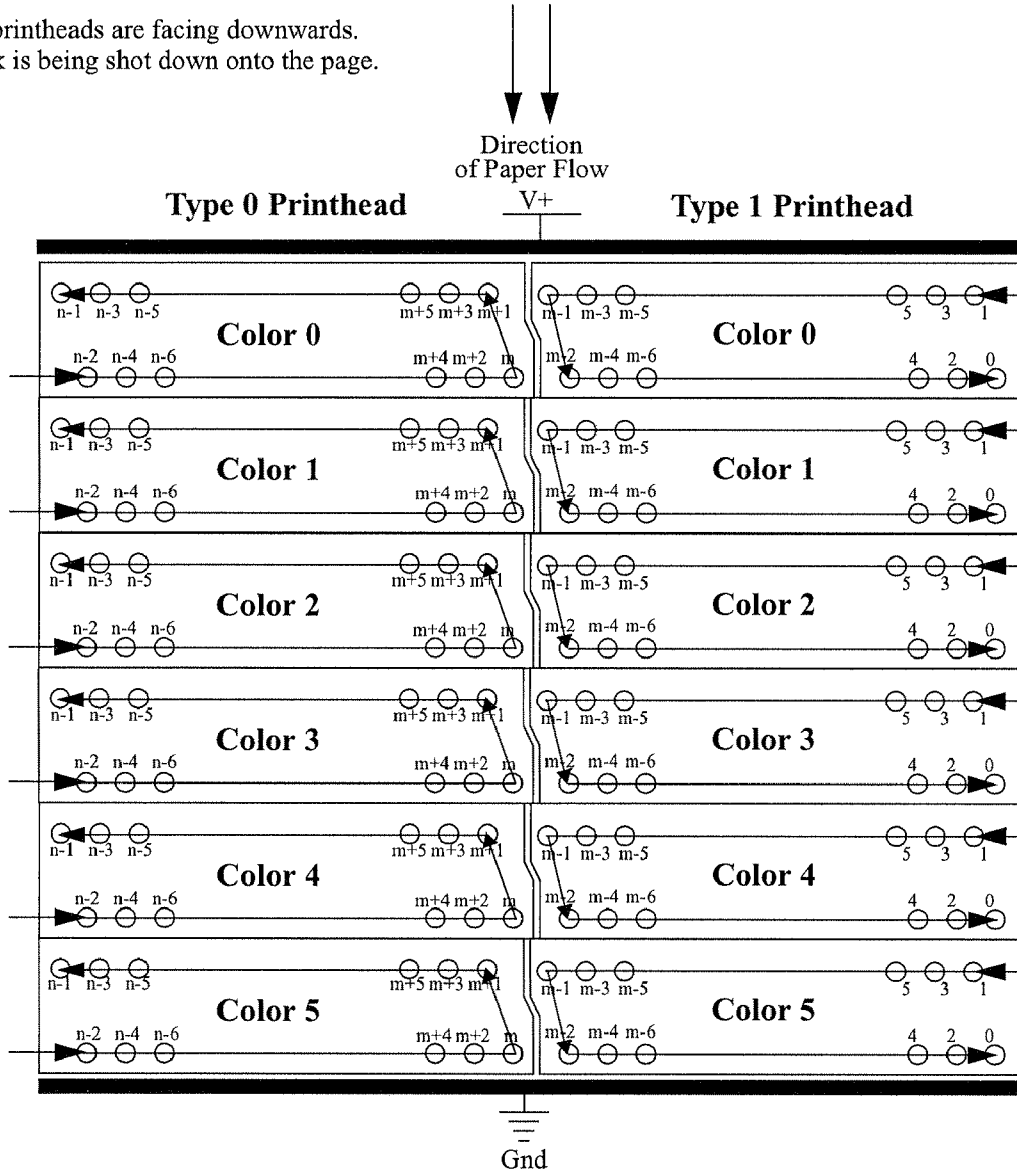 printheads are facing downwards.
k is being shot down onto the page.
Direction
of Paper Flow
Type 0 Printhead V+ Type 1 Printhead
n-1 n-3 n-5 m+5 m+3 m+1 m-1 m-3 m-5 5 3 1
Color 0 Color 0
n-2 n-4 n-6 m+4 m+2 m m-2 m-4 m-6 4 2 0
n-1 n-3 n-5 m+5 m+3 m+1 m-1 m-3 m-5 5 3 1
Color 1 Color 1
n-2 n-4 n-6 m+4 m+2 m m-2 m-4 m-6 4 2 0
n-1 n-3 n-5 m+5 m+3 m+1 m-1 m-3 m-5 5 3 1
Color 2 Color 2
n-2 n-4 n-6 m+4 m+2 m m-2 m-4 m-6 4 2 0
n-1 n-3 n-5 m+5 m+3 m+1 m-1 m-3 m-5 5 3 1
Color 3 Color 3
n-2 n-4 n-6 m+4 m+2 m m-2 m-4 m-6 4 2 0
n-1 n-3 n-5 m+5 m+3 m+1 m-1 m-3 m-5 5 3 1
Color 4 Color 4
n-2 n-4 n-6 m+4 m+2 m m-2 m-4 m-6 4 2 0
n-1 n-3 n-5 m+5 m+3 m+1 m-1 m-3 m-5 5 3 1
Color 5 Color 5
n-2 n-4 n-6 m+4 m+2 m m-2 m-4 m-6 4 2 0
Gnd